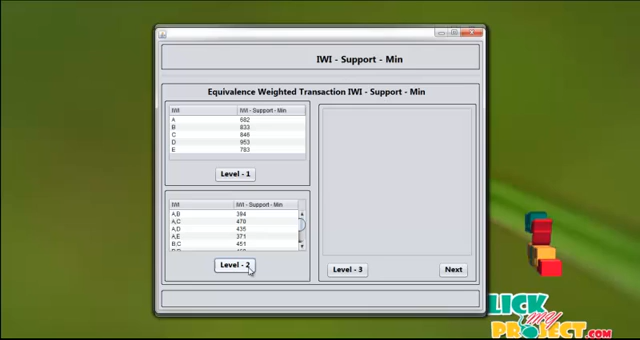 IWI - Support - Min
Equivalence Weighted Transaction IWI - Support - Min
IWI IWI - Support - Min
A 682
B 833
C 846
D 953
E 783
Level - 1
IWI IWI - Support - Min
A,B 394
A,C 470
A,D 435
A,E 371
B,C 451
Level - 2
Level - 3 Next
LICK
MY
PROJECT.COM